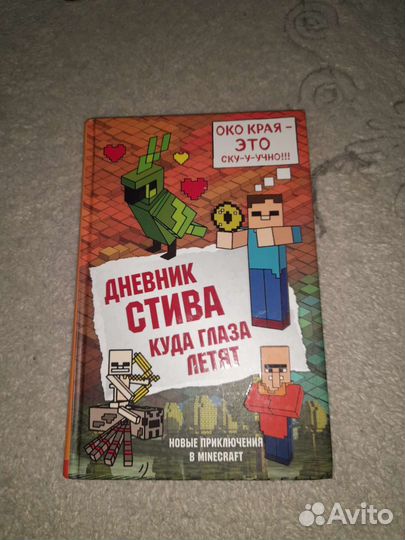 ОКО КРАЯ –
ЭТО
СКУ-У-УЧНО!!!
ДНЕВНИК
СТИВА
КУДА ГЛАЗА
ЛЕТЯТ
НОВЫЕ ПРИКЛЮЧЕНИЯ
В MINECRAFT
Avito